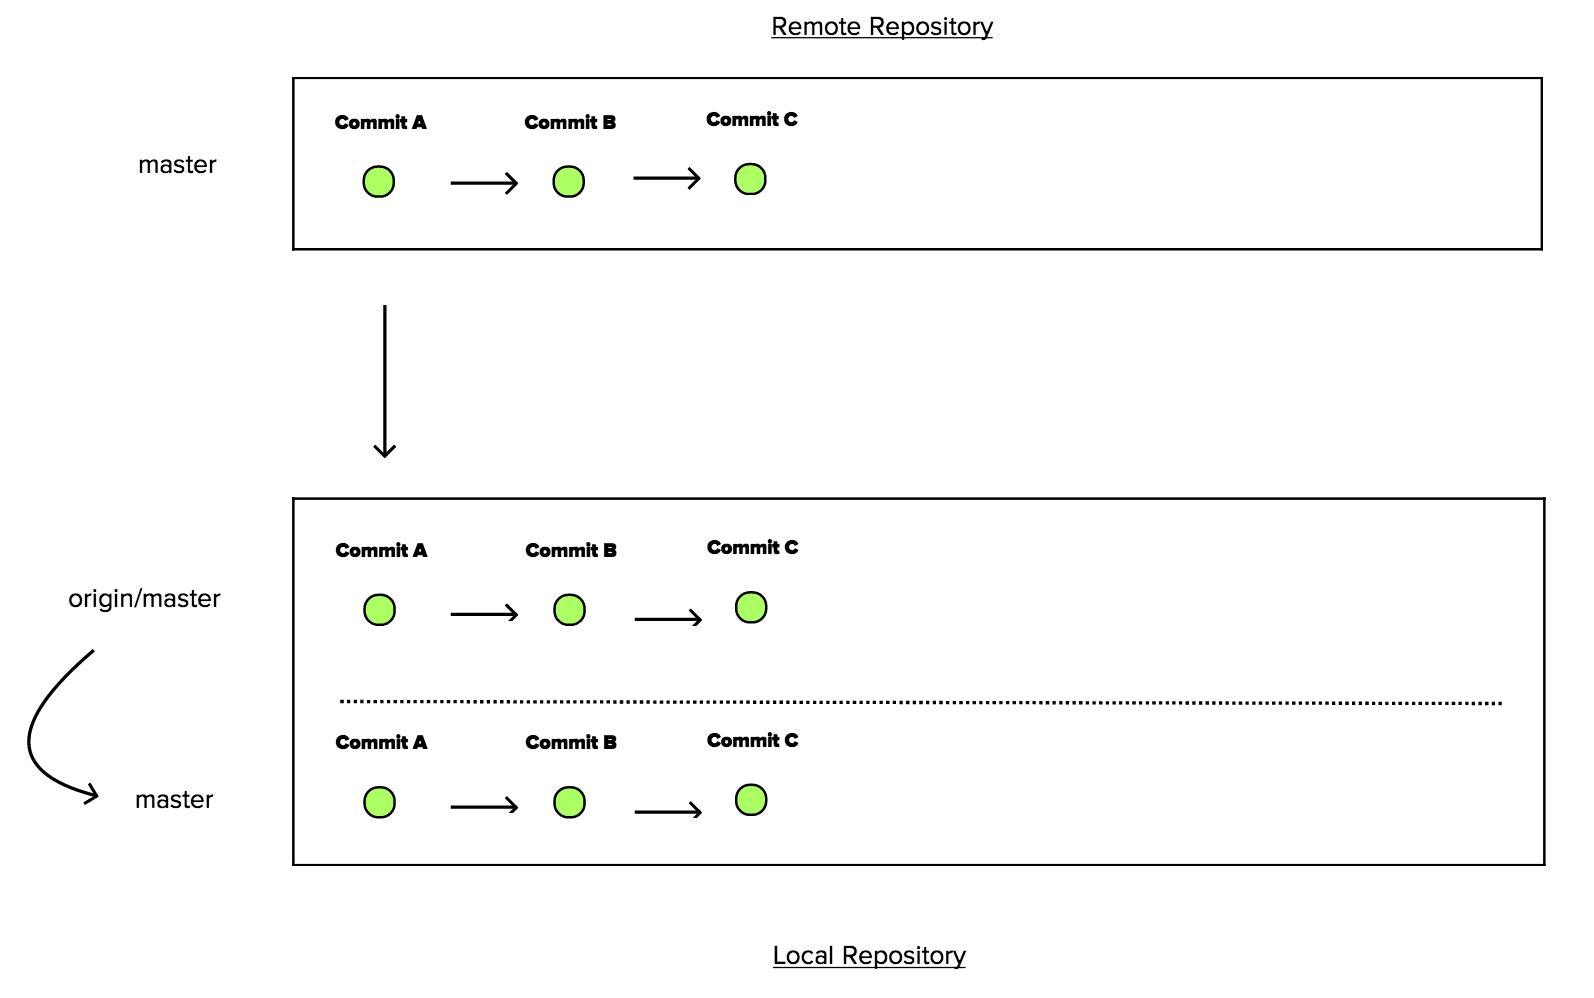 Remote Repository
Commit A
Commit B
Commit C
master
Commit A
Commit B
Commit C
origin/master
Commit A
Commit B
Commit C
master
Local Repository